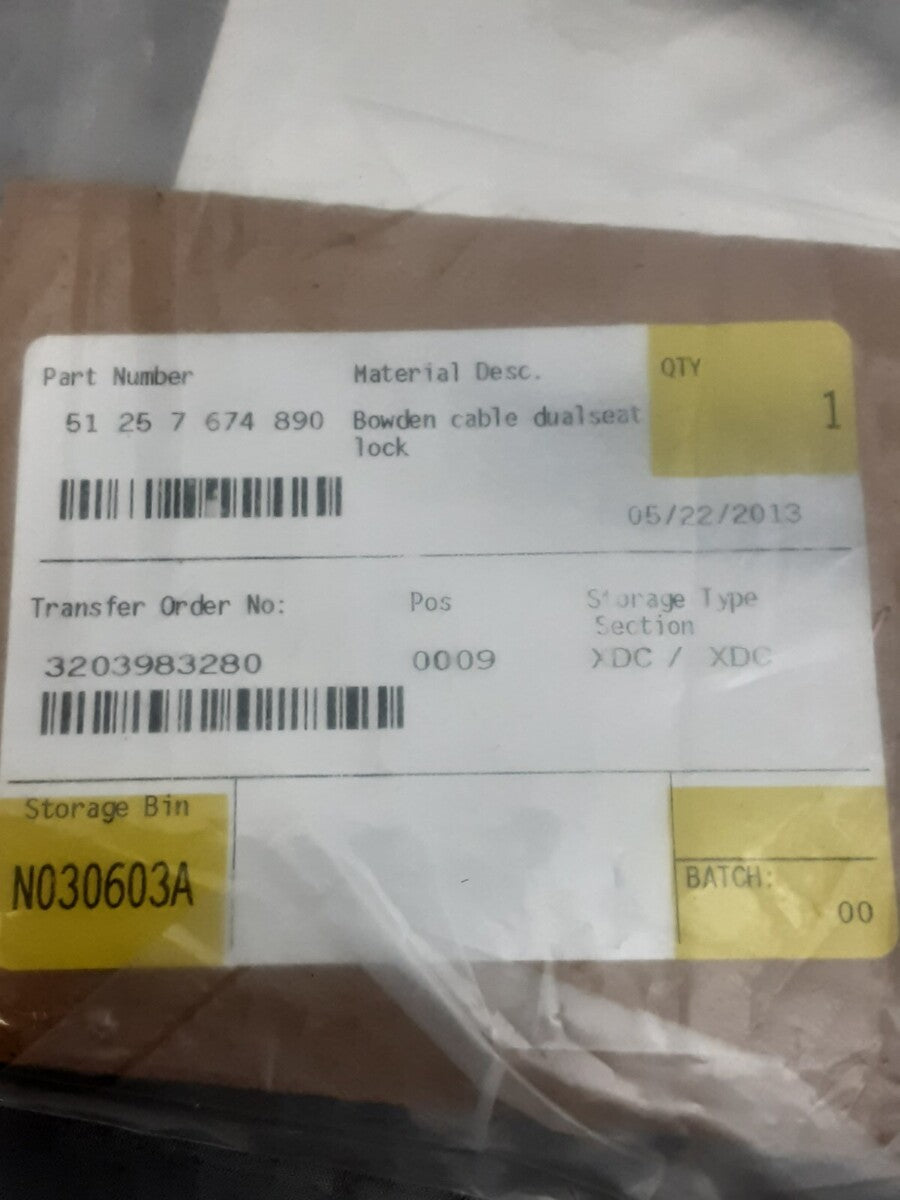 Part Number
Material Desc.
QTY
51 25 7 674 890
Bowden cable dualseat
lock
1
05/22/2013
Transfer Order No:
Pos
Storage Type
Section
3203983280
0009
XDC / XDC
Storage Bin
N030603A
BATCH:
00